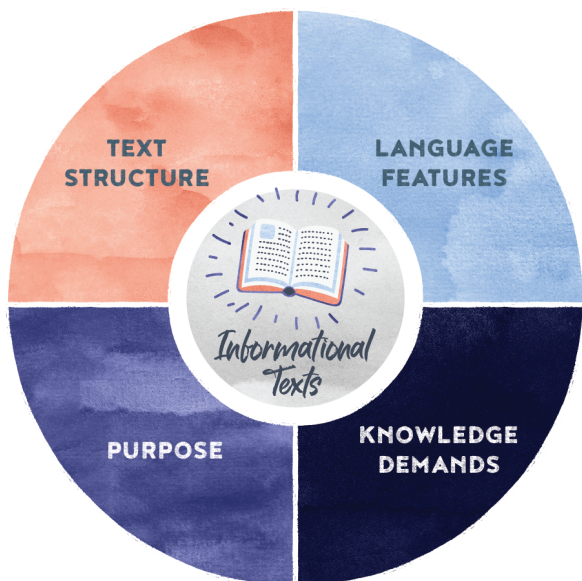 TEXT
STRUCTURE
LANGUAGE
FEATURES
Informational
Texts
PURPOSE
KNOWLEDGE
DEMANDS